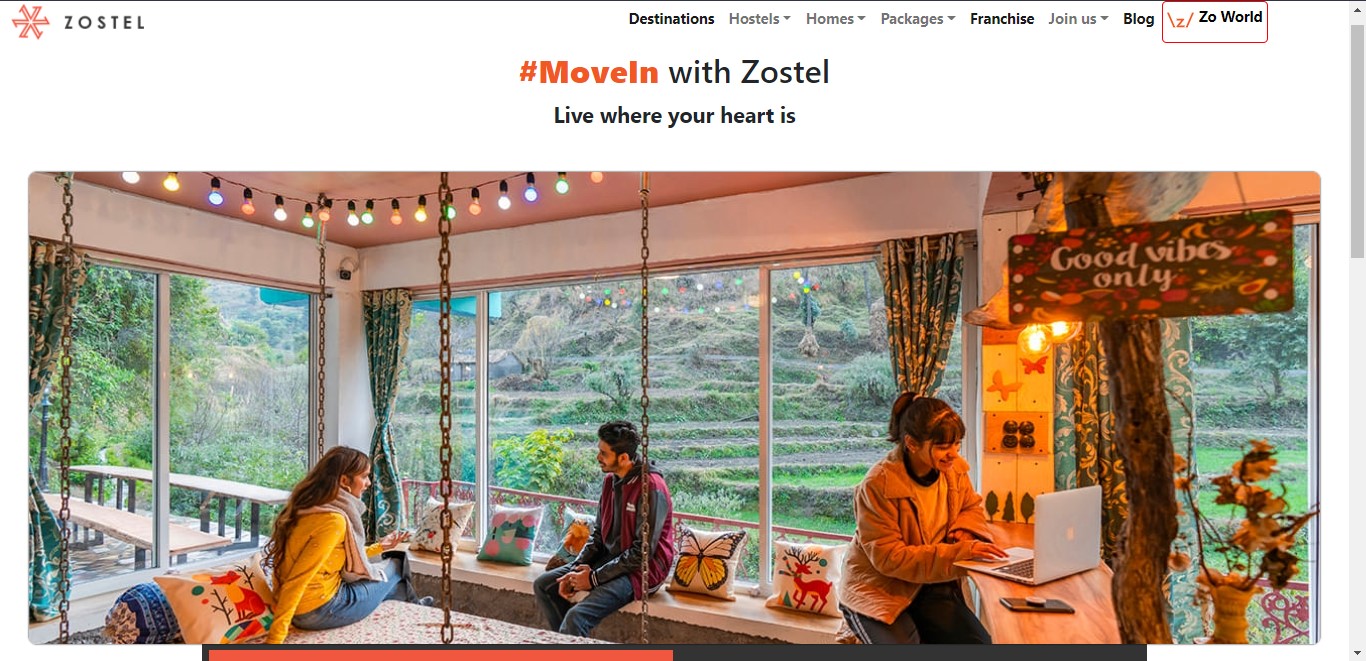 ZOSTEL
Destinations Hostels Homes Packages Franchise Join us Blog \z/ Zo World
#MoveIn with Zostel
Live where your heart is
Good vibes
only